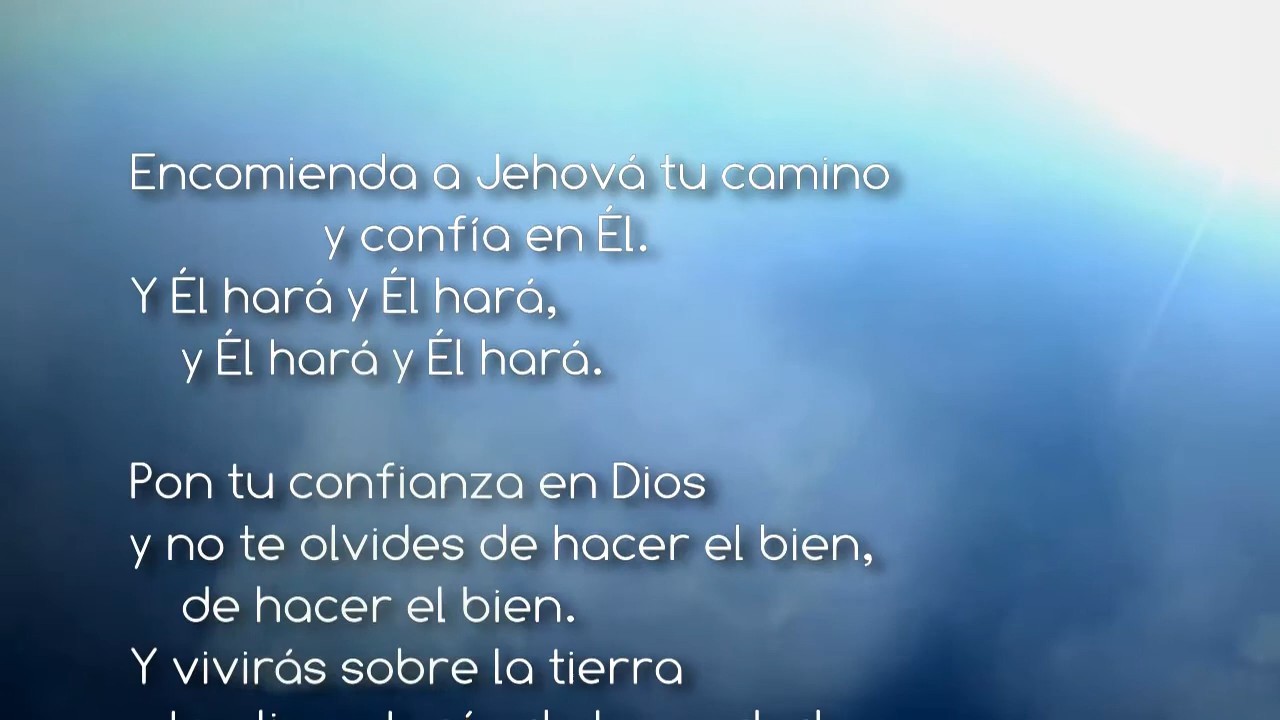 Encomienda a Jehová tu camino
y confía en Él.
Y Él hará y Él hará,
y Él hará y Él hará.
Pon tu confianza en Dios
y no te olvides de hacer el bien,
de hacer el bien.
Y vivirás sobre la tierra